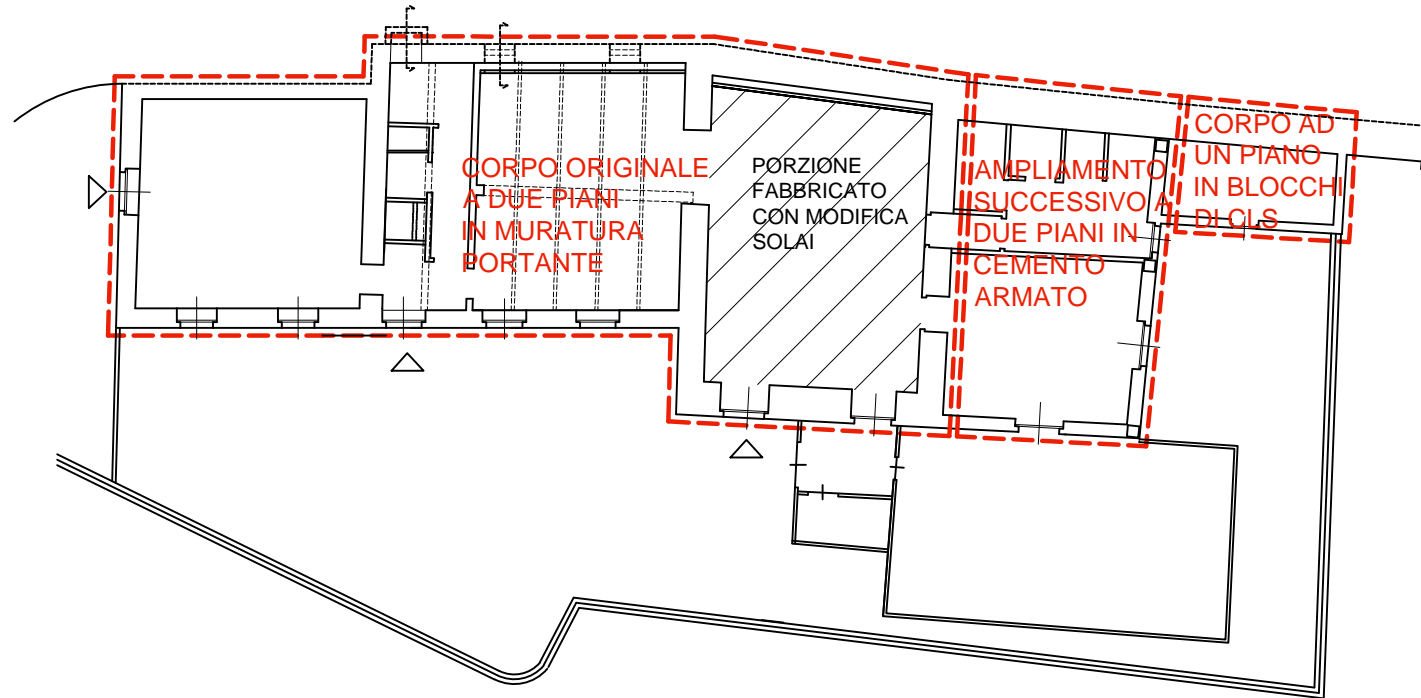 CORPO ORIGINALE
A DUE PIANI
IN MURATURA
PORTANTE
PORZIONE
FABBRICATO
CON MODIFICA
SOLAI
AMPLIAMENTO
SUCCESSIVO A
DUE PIANI IN
CEMENTO
ARMATO
CORPO AD
UN PIANO
IN BLOCCHI
DI CLS